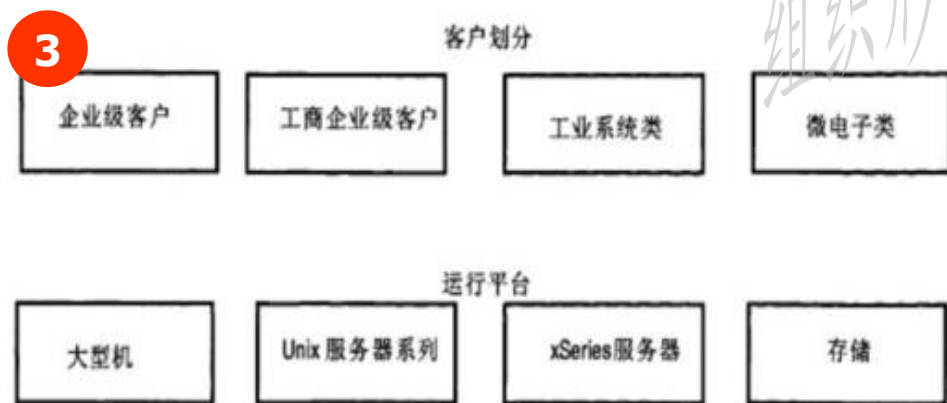 3
客户划分
企业级客户
工商企业级客户
工业系统类
微电子类
运行平台
大型机
Unix 服务器系列
xSeries服务器
存储